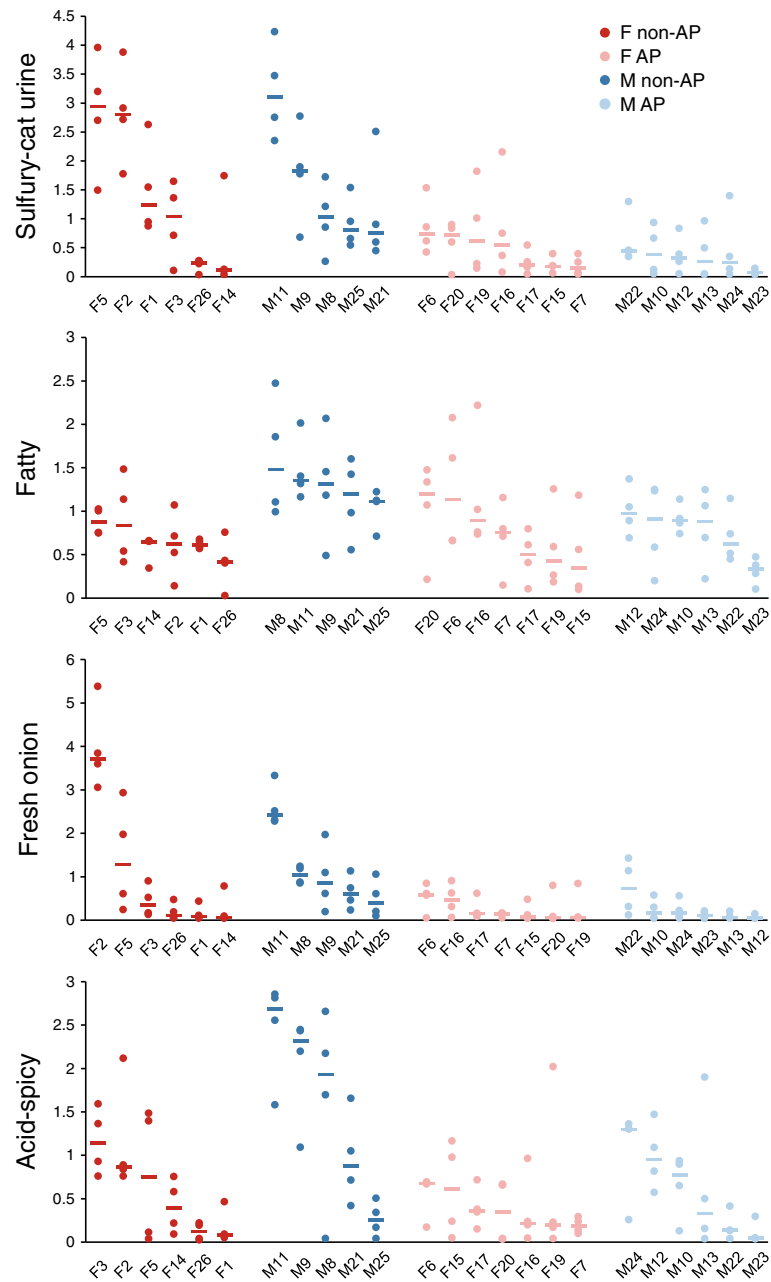 Sulfury-cat urine
4.5
4
3.5
3
2.5
2
1.5
1
0.5
0
F non-AP
F AP
M non-AP
M AP
F5 F2 F1 F3 F26 F14 M11 M9 M8 M25 M21 F6 F20 F19 F16 F17 F15 F7 M22 M10 M12 M13 M24 M23
Fatty
3
2.5
2
1.5
1
0.5
0
F5 F3 F14 F2 F1 F26 M8 M11 M9 M21 M25 F20 F6 F16 F7 F17 F19 F15 M12 M24 M10 M13 M22 M23
Fresh onion
6
5
4
3
2
1
0
F2 F5 F3 F26 F1 F14 M11 M8 M9 M21 M25 F6 F16 F17 F7 F15 F20 F19 M22 M10 M24 M23 M13 M12
Acid-spicy
3
2.5
2
1.5
1
0.5
0
F3 F2 F5 F14 F26 F1 M11 M9 M8 M21 M25 F6 F15 F17 F20 F16 F19 F7 M24 M12 M10 M13 M22 M23